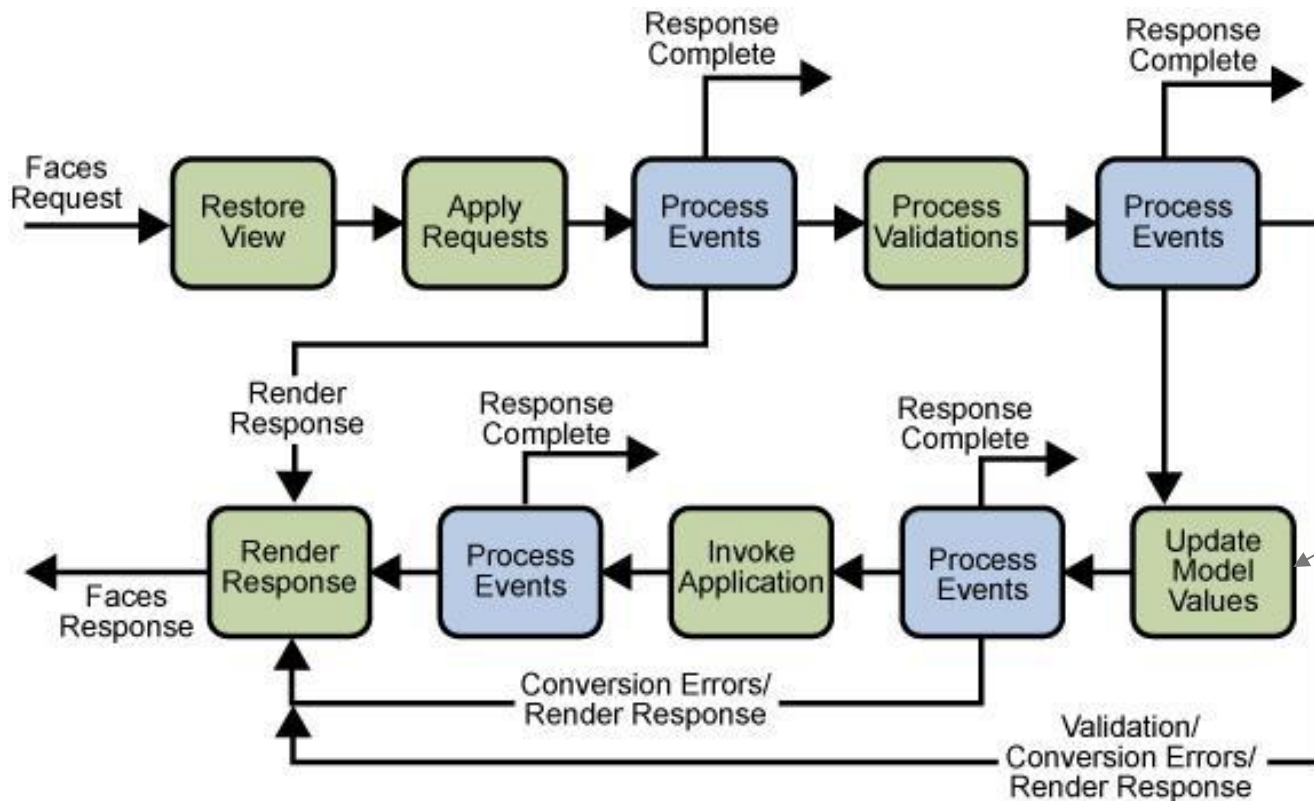 Response
Complete
Response
Complete
Faces
Request
Restore
View
Apply
Requests
Process
Events
Process
Validations
Process
Events
Render
Response
Response
Complete
Response
Complete
Render
Response
Process
Events
Invoke
Application
Process
Events
Update
Model
Values
Faces
Response
Conversion Errors/
Render Response
Validation/
Conversion Errors/
Render Response